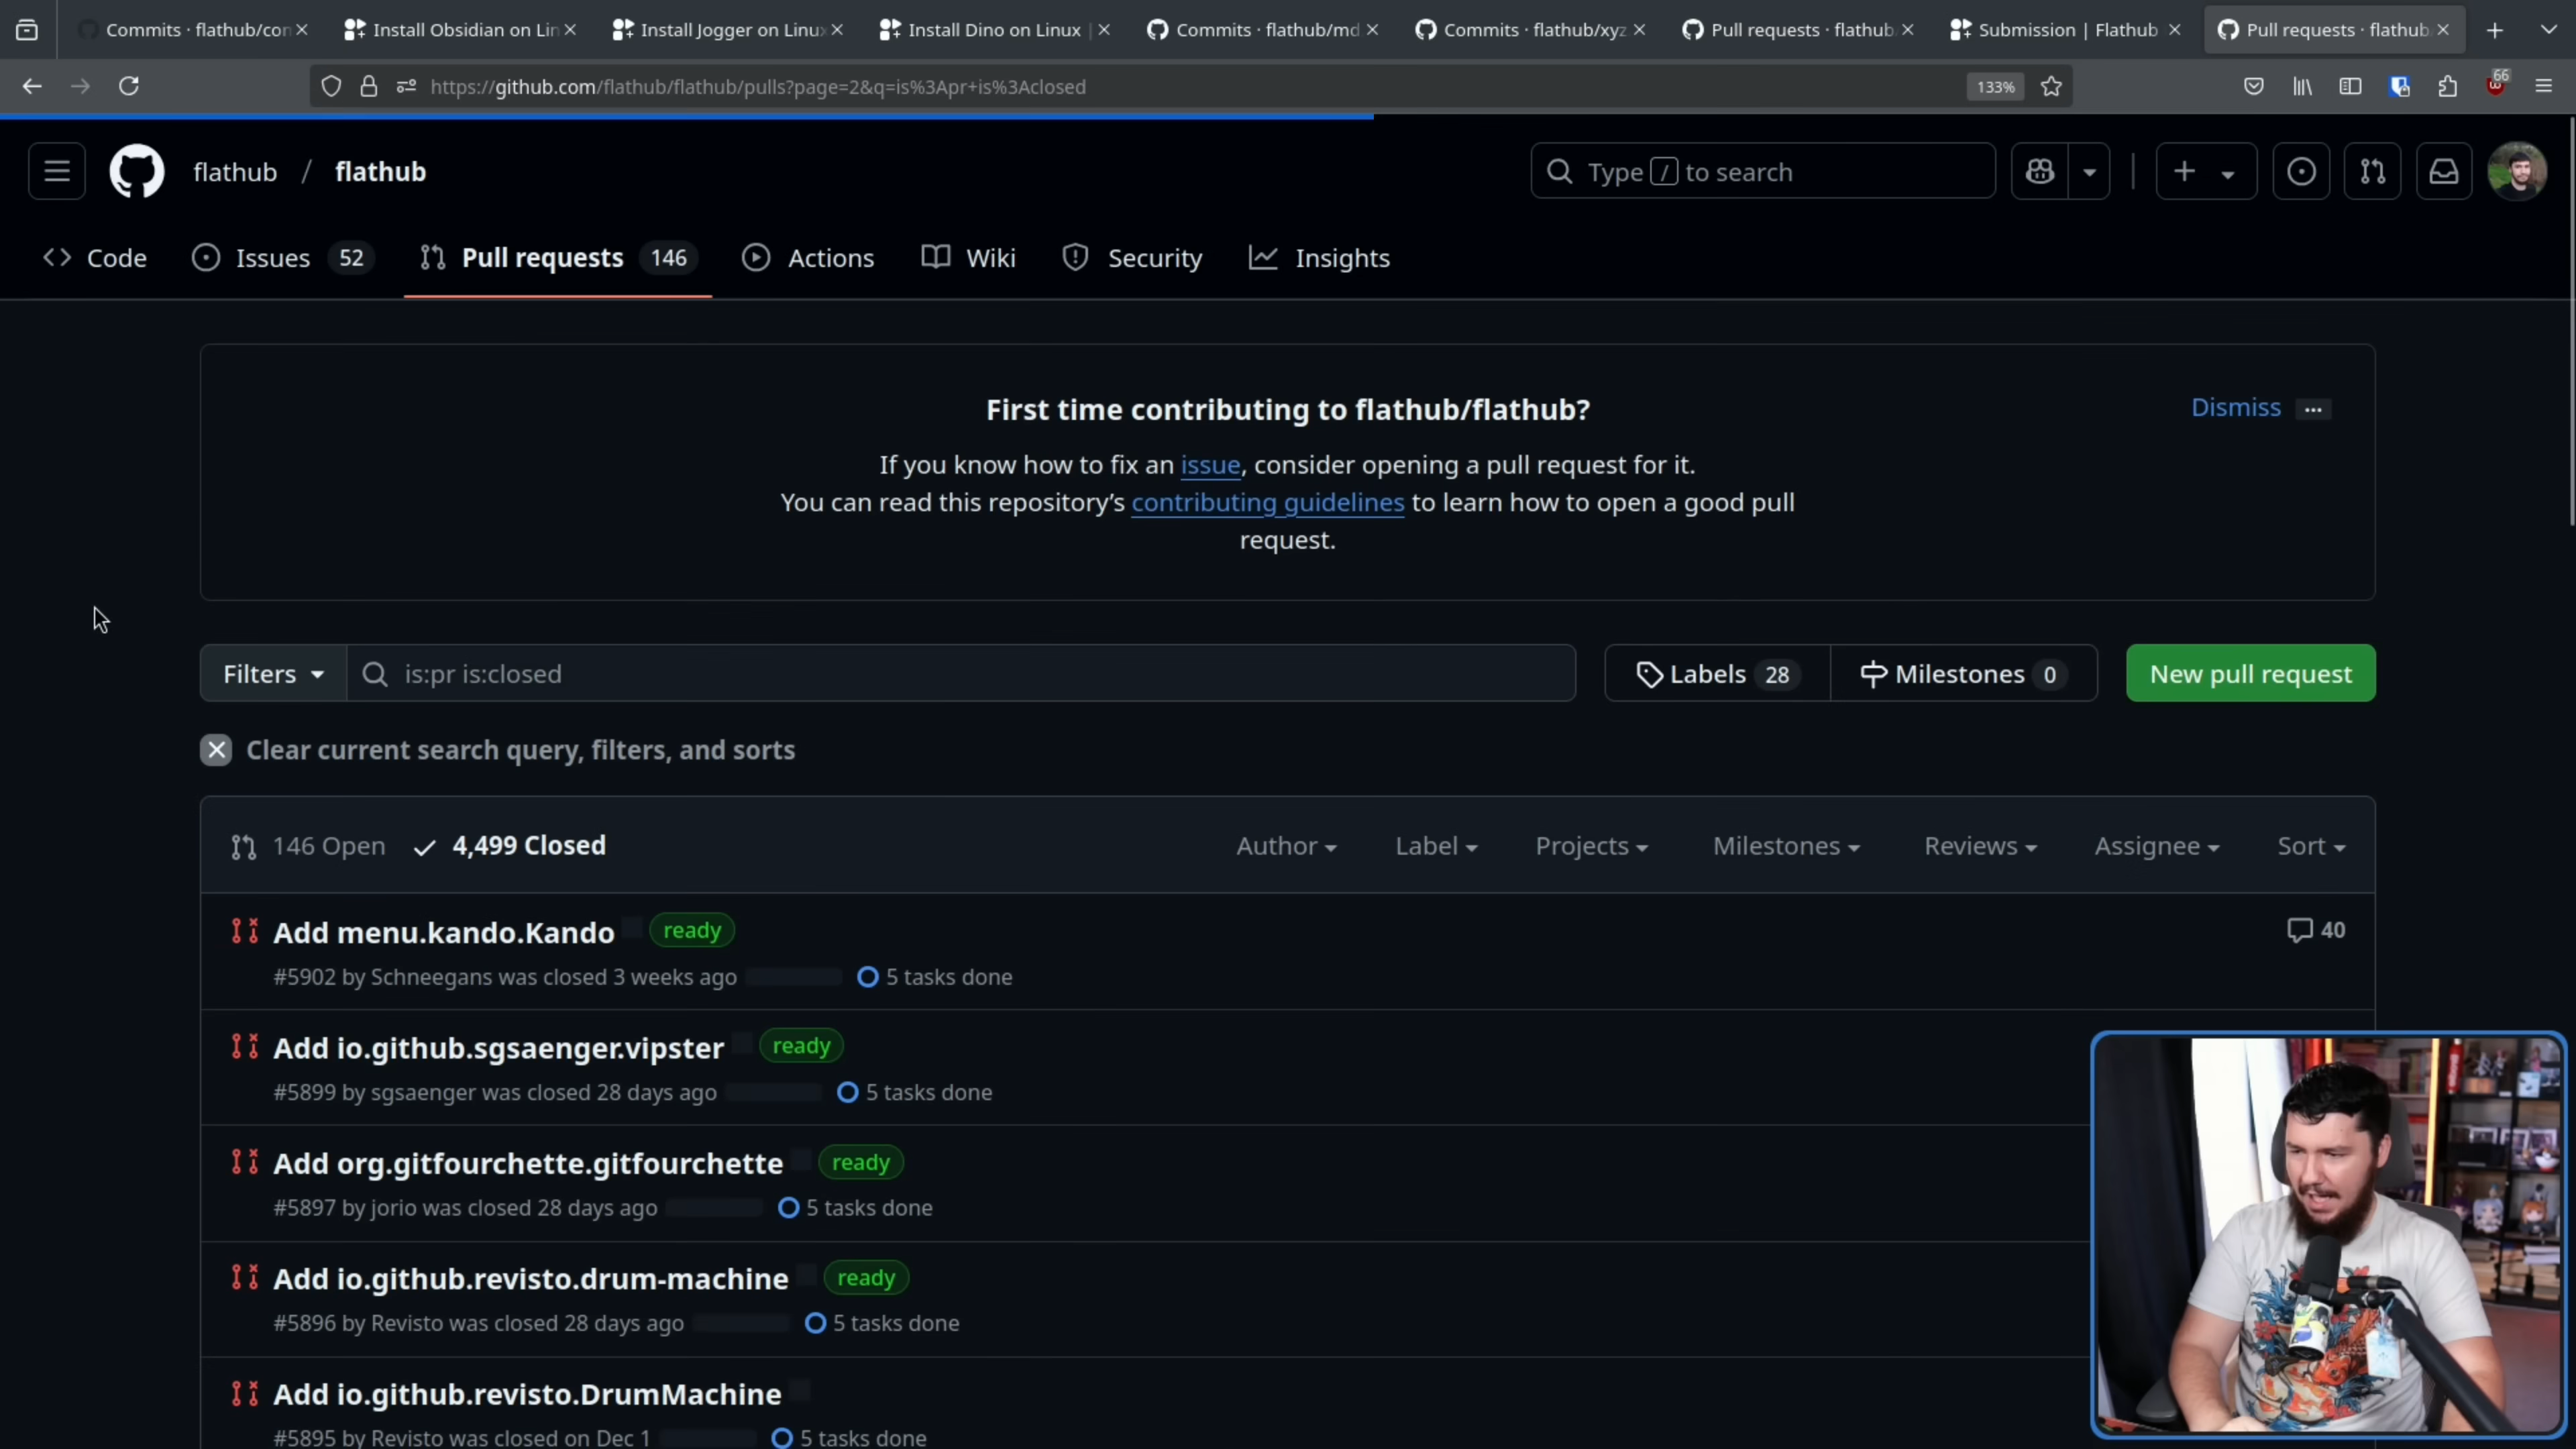 Commits · flathub/con
Install Obsidian on Lin
Install Jogger on Linux
Install Dino on Linux |
Commits · flathub/md
Commits · flathub/xyz
Pull requests · flathub
Submission | Flathub
Pull requests · flathub
https://github.com/flathub/flathub/pulls?page=2&q=is%3Apr+is%3Aclosed
133%
66
flathub / flathub
Type / to search
Code
Issues 52
Pull requests 146
Actions
Wiki
Security
Insights
First time contributing to flathub/flathub?
Dismiss ...
If you know how to fix an issue, consider opening a pull request for it.
You can read this repository’s contributing guidelines to learn how to open a good pull
request.
Filters
is:pr is:closed
Labels 28
Milestones 0
New pull request
Clear current search query, filters, and sorts
146 Open
4,499 Closed
Author
Label
Projects
Milestones
Reviews
Assignee
Sort
Add menu.kando.Kando ready
40
#5902 by Schneegans was closed 3 weeks ago 5 tasks done
Add io.github.sgsaenger.vipster ready
#5899 by sgsaenger was closed 28 days ago 5 tasks done
Add org.gitfourchette.gitfourchette ready
#5897 by jorio was closed 28 days ago 5 tasks done
Add io.github.revisto.drum-machine ready
#5896 by Revisto was closed 28 days ago 5 tasks done
Add io.github.revisto.DrumMachine
#5895 by Revisto was closed on Dec 1 5 tasks done